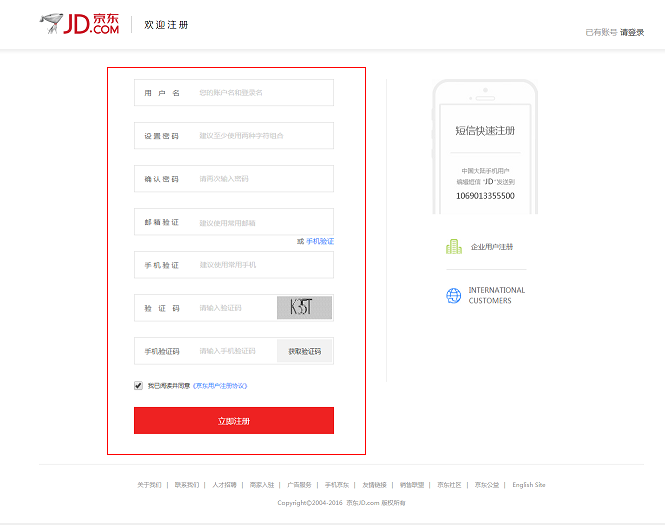 JD.COM 京东 欢迎注册
已有账号 请登录
用 户 名 您的账户名和登录名
设 置 密 码 建议至少使用两种字符组合
确 认 密 码 请再次输入密码
邮 箱 验 证 建议使用常用邮箱
或 手机验证
手 机 验 证 建议使用常用手机
验 证 码 请输入验证码 K35T
手机验证码 请输入手机验证码 获取验证码
我已阅读并同意《京东用户注册协议》
立即注册
短信快速注册
中国大陆手机用户
编辑短信 "JD" 发送到
1069013355500
企业用户注册
INTERNATIONAL
CUSTOMERS
关于我们 | 联系我们 | 人才招聘 | 商家入驻 | 广告服务 | 手机京东 | 友情链接 | 销售联盟 | 京东社区 | 京东公益 | English Site
Copyright©2004-2016 京东JD.com 版权所有